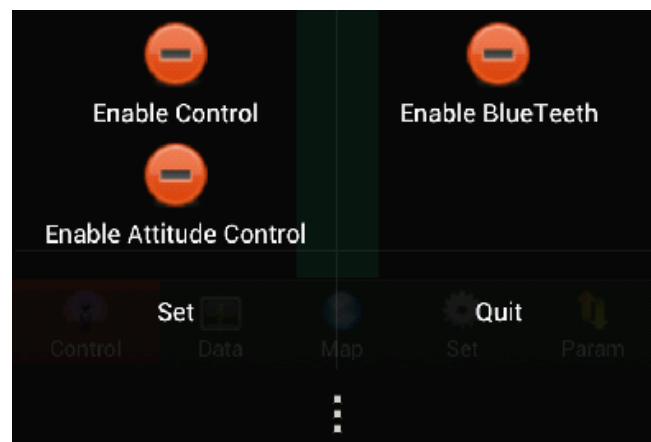 Enable Control
Enable BlueTeeth
Enable Attitude Control
Set
Quit
Control
Data
Map
Set
Param